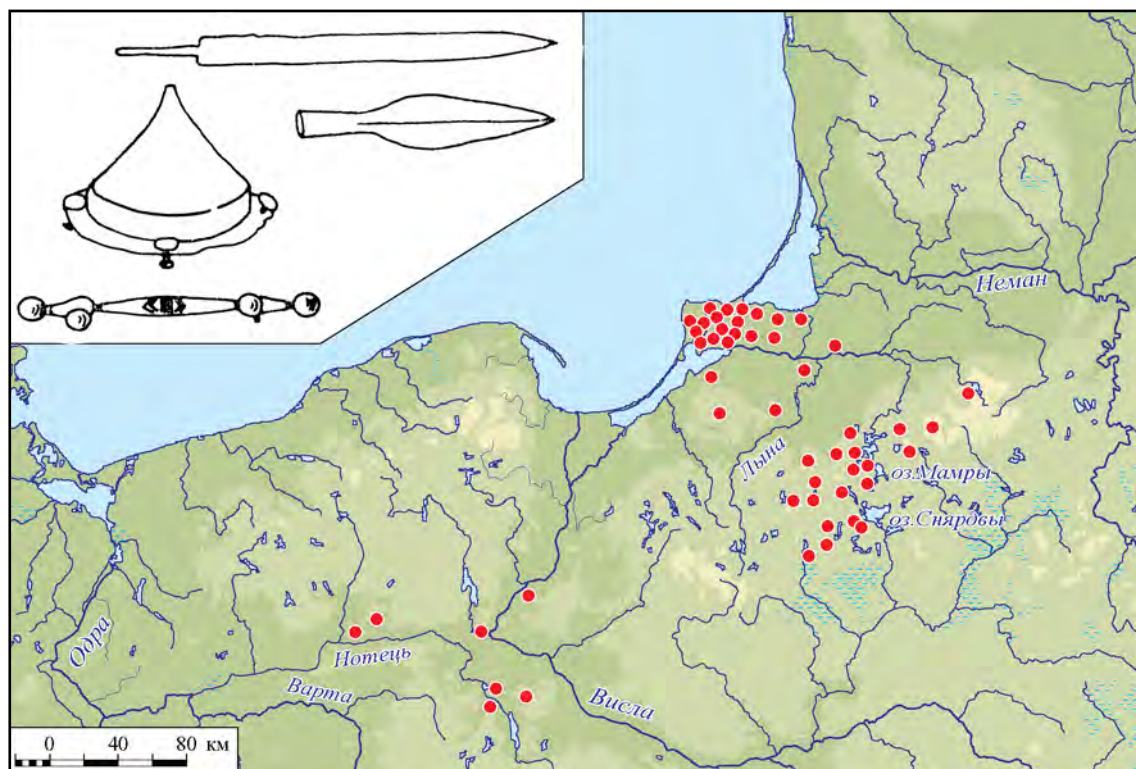 Неман
Лына
оз.Мамры
оз.Снярдвы
Одра
Нотець
Варта
Висла
0 40 80 км